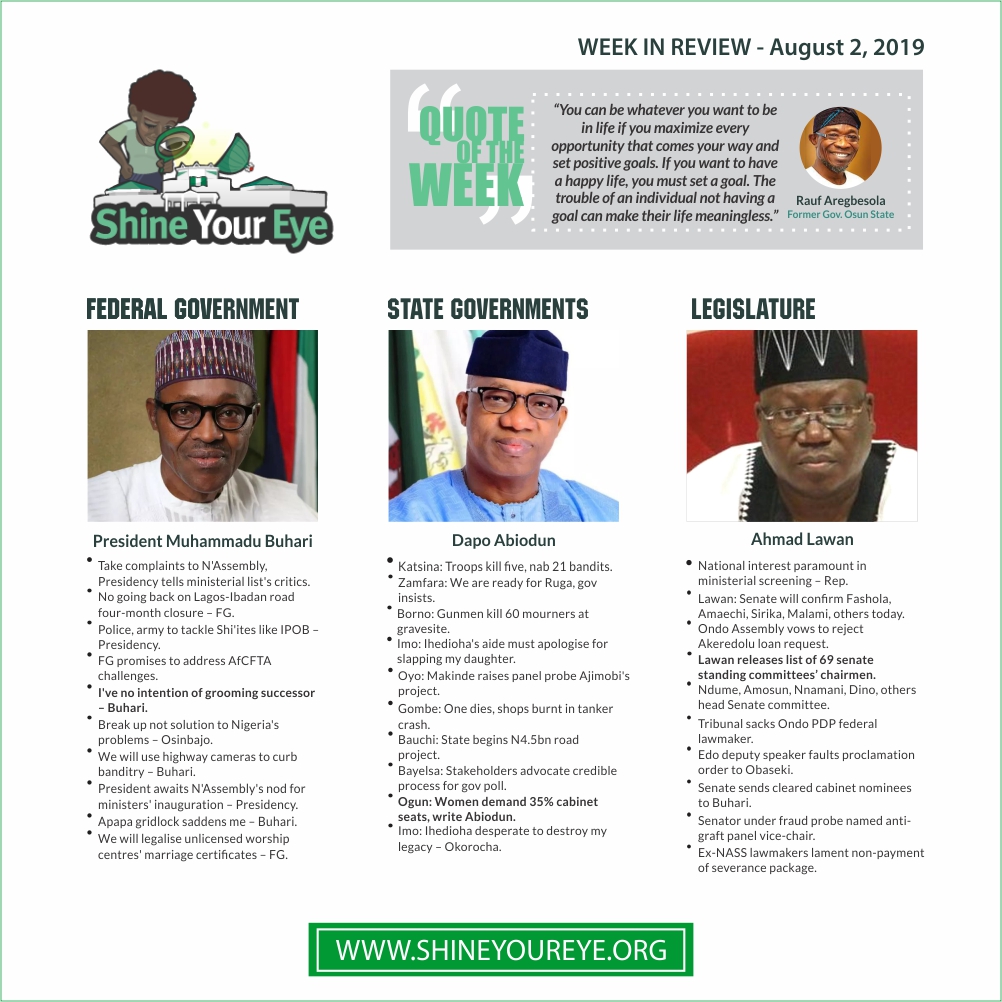 WEEK IN REVIEW - August 2, 2019
Shine Your Eye
QUOTE
OF THE
WEEK
“You can be whatever you want to be
in life if you maximize every
opportunity that comes your way and
set positive goals. If you want to have
a happy life, you must set a goal. The
trouble of an individual not having a
goal can make their life meaningless.”
Rauf Aregbesola
Former Gov. Osun State
FEDERAL GOVERNMENT
President Muhammadu Buhari
• Take complaints to N'Assembly,
Presidency tells ministerial list's critics.
• No going back on Lagos-Ibadan road
four-month closure – FG.
• Police, army to tackle Shi'ites like IPOB –
Presidency.
• FG promises to address AfCFTA
challenges.
• I've no intention of grooming successor
– Buhari.
• Break up not solution to Nigeria's
problems – Osinbajo.
• We will use highway cameras to curb
banditry – Buhari.
• President awaits N'Assembly's nod for
ministers' inauguration – Presidency.
• Apapa gridlock saddens me – Buhari.
• We will legalise unlicensed worship
centres' marriage certificates – FG.
STATE GOVERNMENTS
Dapo Abiodun
• Katsina: Troops kill five, nab 21 bandits.
• Zamfara: We are ready for Ruga, gov
insists.
• Borno: Gunmen kill 60 mourners at
gravesite.
• Imo: Ihedioha's aide must apologise for
slapping my daughter.
• Oyo: Makinde raises panel probe Ajimobi's
project.
• Gombe: One dies, shops burnt in tanker
crash.
• Bauchi: State begins N4.5bn road
project.
• Bayelsa: Stakeholders advocate credible
process for gov poll.
• Ogun: Women demand 35% cabinet
seats, write Abiodun.
• Imo: Ihedioha desperate to destroy my
legacy – Okorocha.
LEGISLATURE
Ahmad Lawan
• National interest paramount in
ministerial screening – Rep.
• Lawan: Senate will confirm Fashola,
Amaechi, Sirika, Malami, others today.
• Ondo Assembly vows to reject
Akeredolu loan request.
• Lawan releases list of 69 senate
standing committees’ chairmen.
• Ndume, Amosun, Nnamani, Dino, others
head Senate committee.
• Tribunal sacks Ondo PDP federal
lawmaker.
• Edo deputy speaker faults proclamation
order to Obaseki.
• Senate sends cleared cabinet nominees
to Buhari.
• Senator under fraud probe named anti-
graft panel vice-chair.
• Ex-NASS lawmakers lament non-payment
of severance package.
WWW.SHINEYOUREYE.ORG